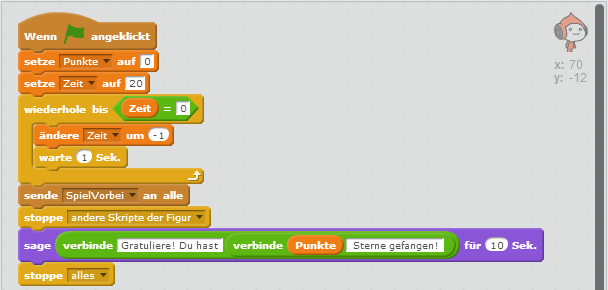 Wenn angeklickt
setze Punkte auf 0
setze Zeit auf 20
wiederhole bis Zeit = 0
ändere Zeit um -1
warte 1 Sek.
sende SpielVorbei an alle
stoppe andere Skripte der Figur
sage verbinde Gratuliere! Du hast verbinde Punkte Sterne gefangen! für 10 Sek.
stoppe alles
x: 70
y: -12